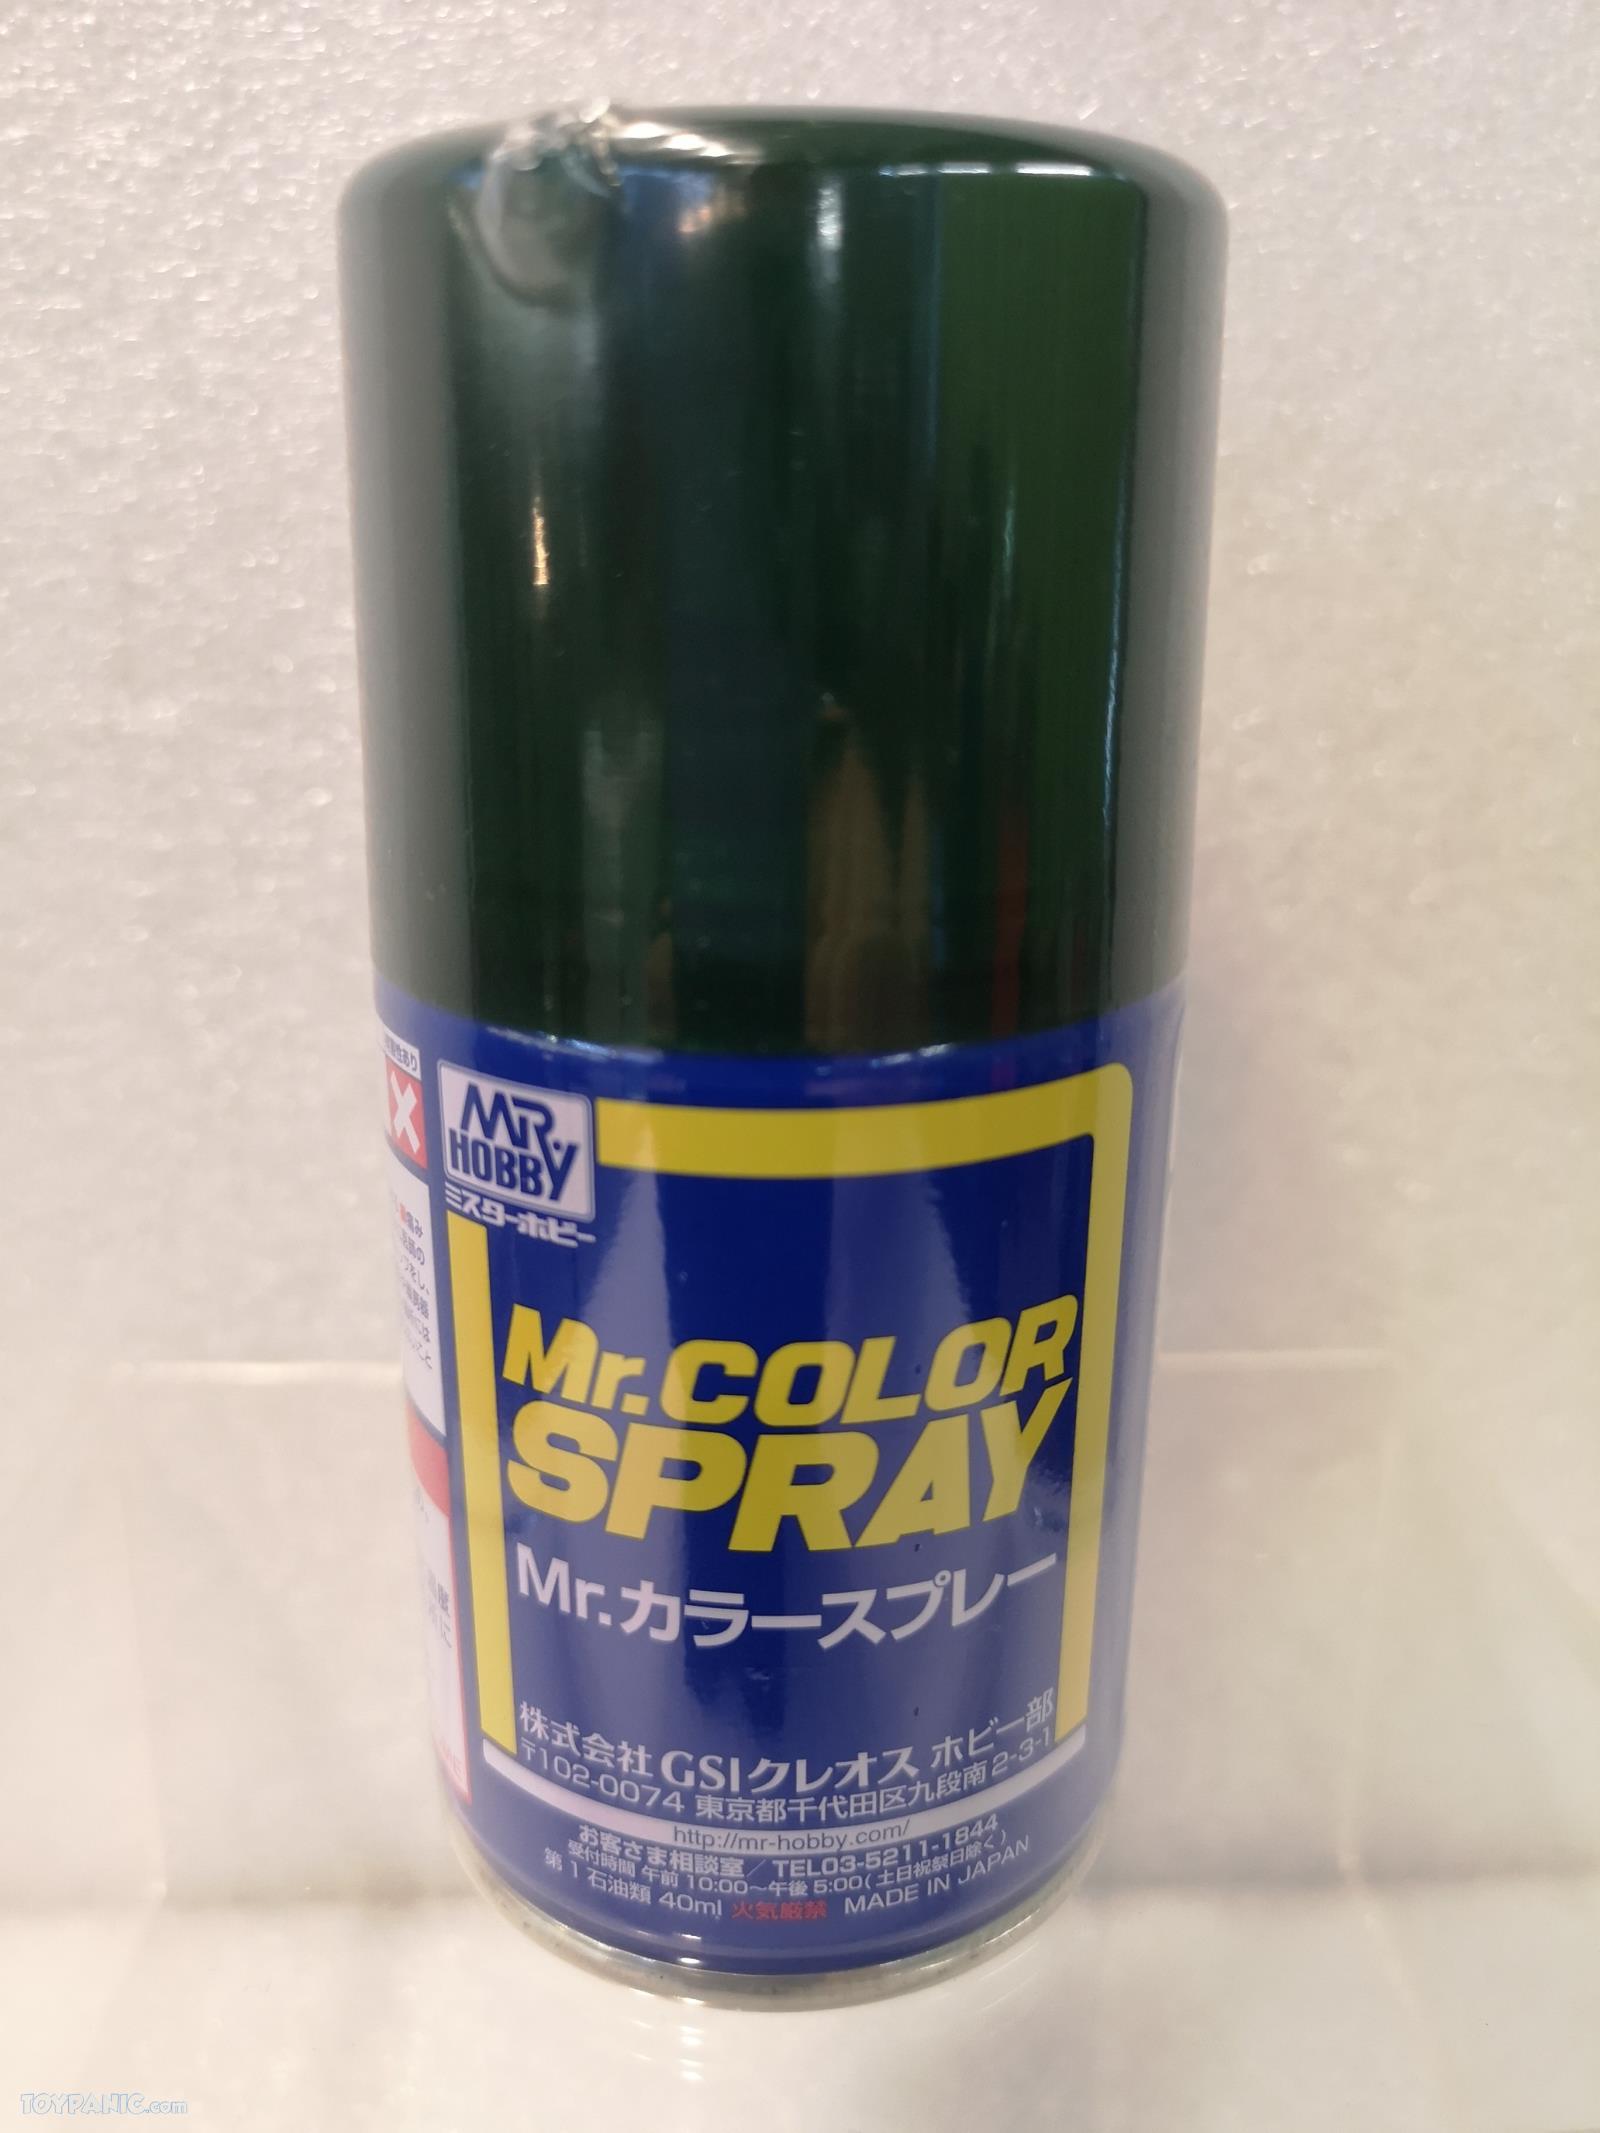 MR.
HOBBY
ミスターホビー
Mr.COLOR
SPRAY
Mr.カラースプレー
株式会社 GSIクレオス ホビー部
〒102-0074 東京都千代田区九段南2-3-1
http://mr-hobby.com/
お客さま相談室/TEL03-5211-1844
受付時間 午前10:00〜午後5:00(土日祝祭日除く)
第1石油類 40ml 火気厳禁 MADE IN JAPAN
TOYPANIC.com